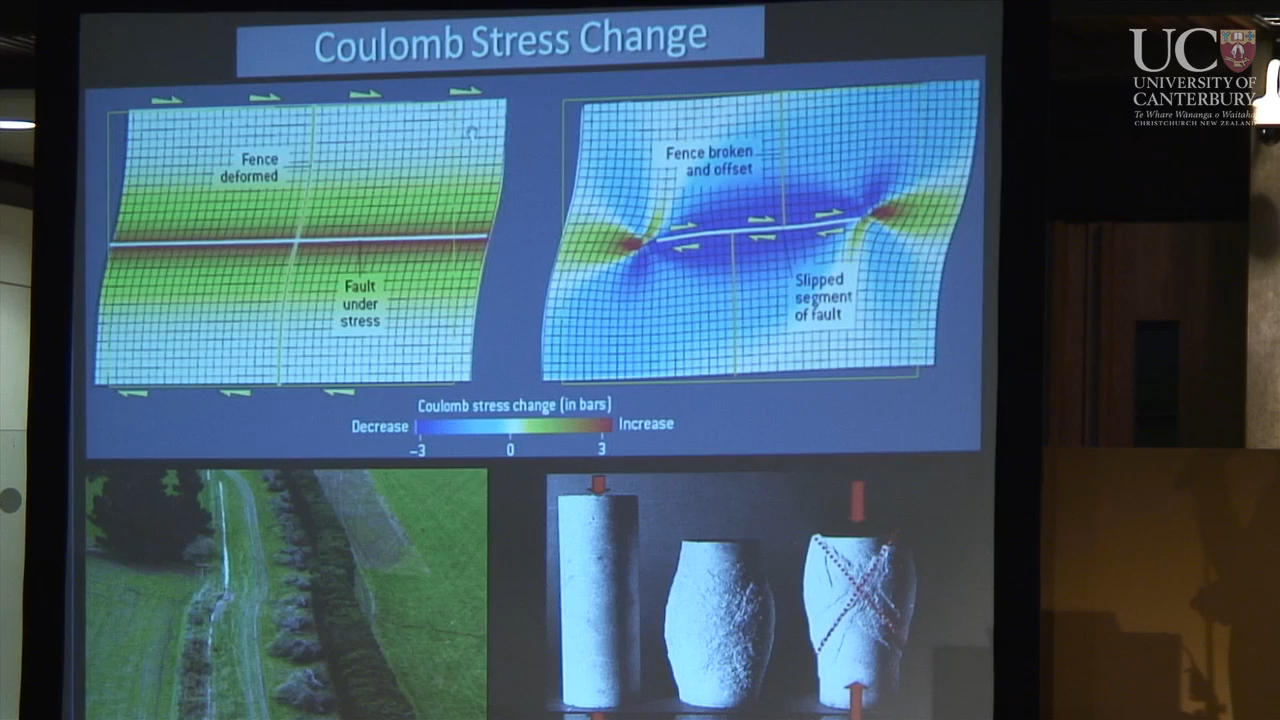 Coulomb Stress Change
UC
UNIVERSITY OF
CANTERBURY
Te Whare Wānanga o Waitaha
CHRISTCHURCH NEW ZEALAND
Fence
deformed
Fault
under
stress
Fence broken
and offset
Slipped
segment
of fault
Coulomb stress change (in bars)
Decrease
Increase
–3
0
3